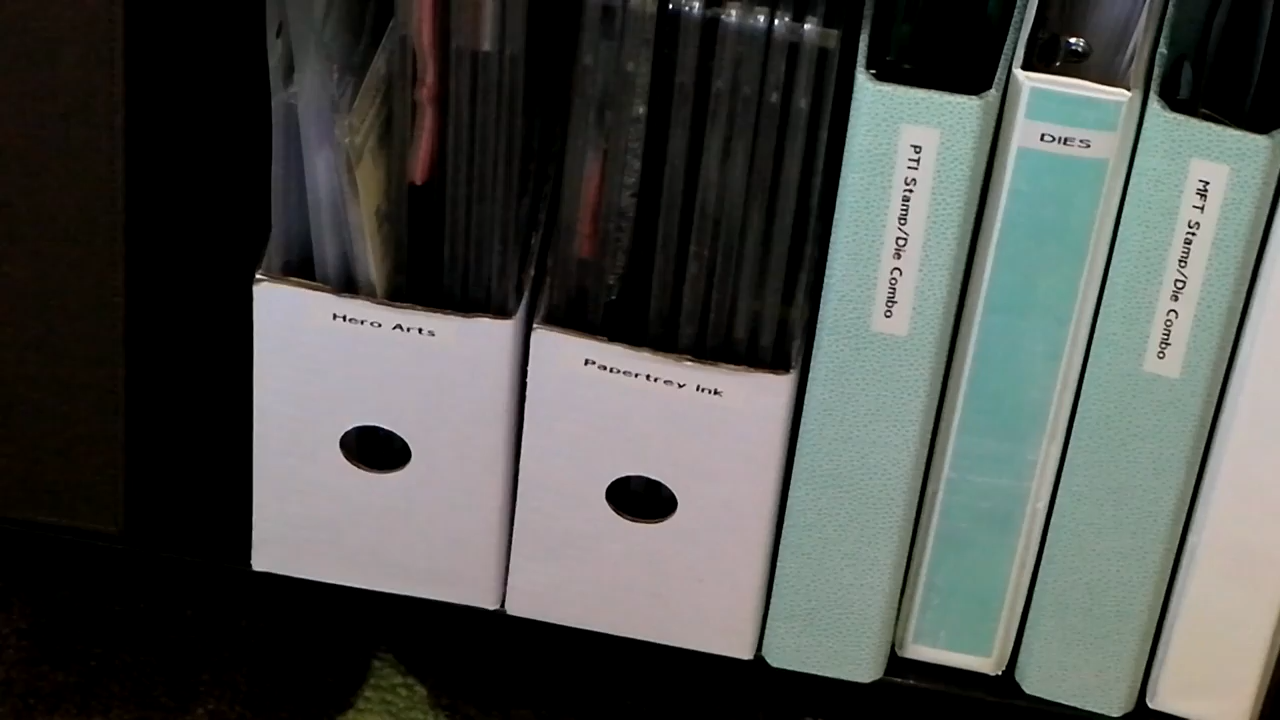 Hero Arts
Papertrey Ink
PTI Stamp/Die Combo
DIES
MFT Stamp/Die Combo